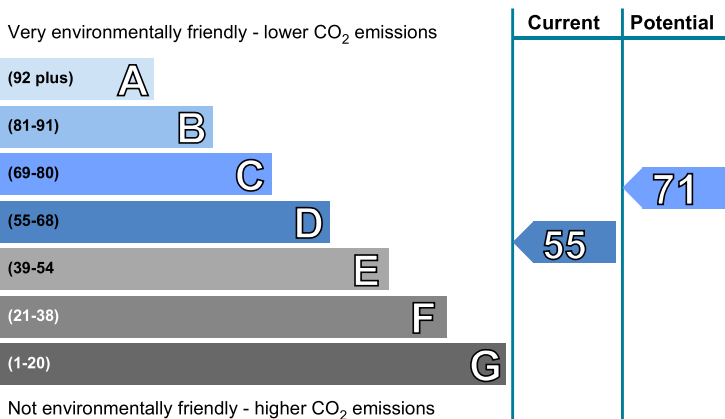 Very environmentally friendly - lower CO2 emissions
Current
Potential
(92 plus) A
(81-91) B
(69-80) C
(55-68) D
(39-54 E
(21-38) F
(1-20) G
55
71
Not environmentally friendly - higher CO2 emissions